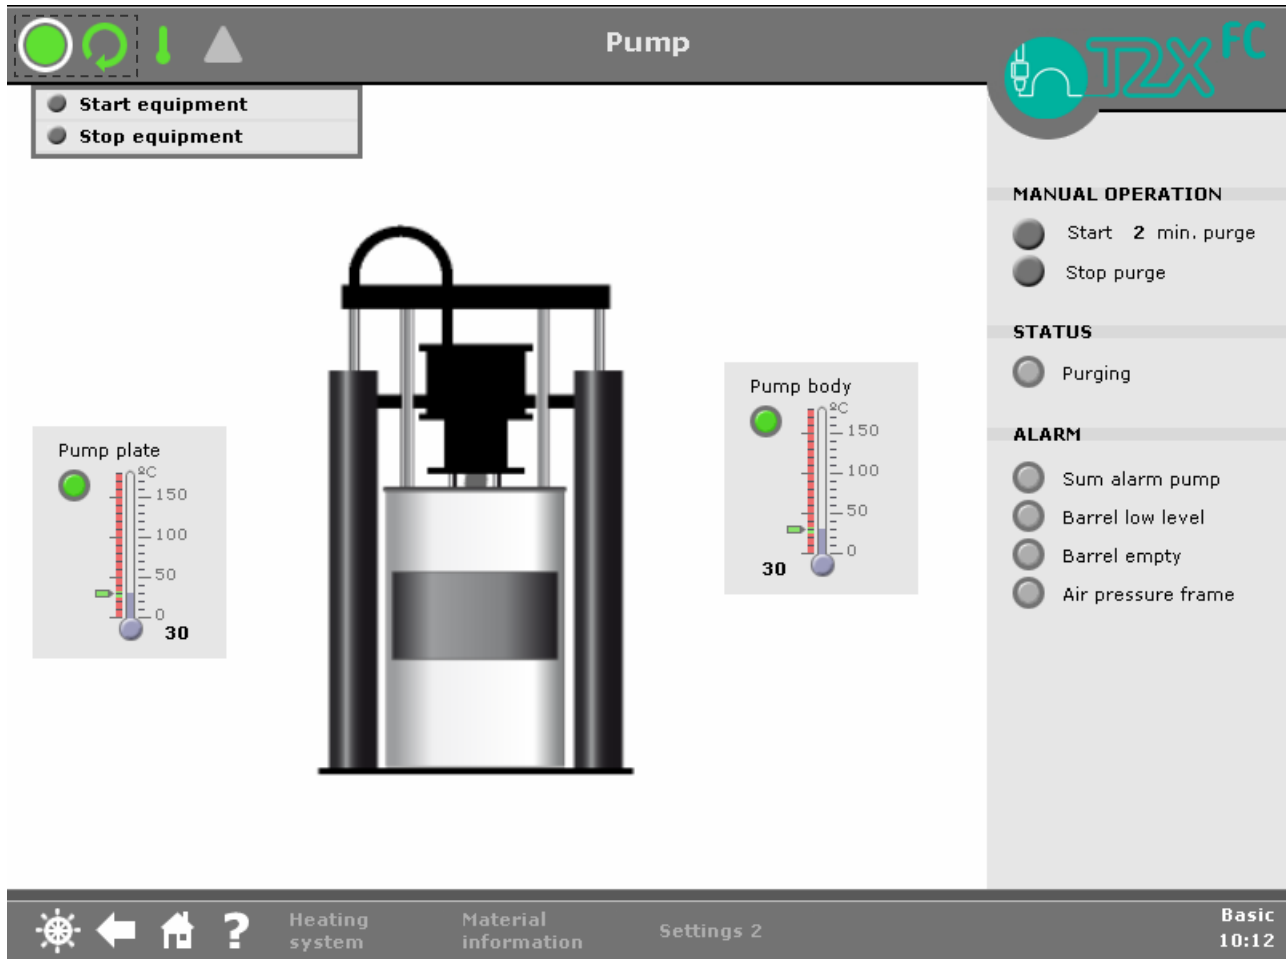 Pump
T2X FC
Start equipment
Stop equipment
MANUAL OPERATION
Start 2 min. purge
Stop purge
STATUS
Purging
ALARM
Sum alarm pump
Barrel low level
Barrel empty
Air pressure frame
Pump plate
ºC
150
100
50
0
30
Pump body
ºC
150
100
50
0
30
?
Heating
system
Material
information
Settings 2
Basic
10:12